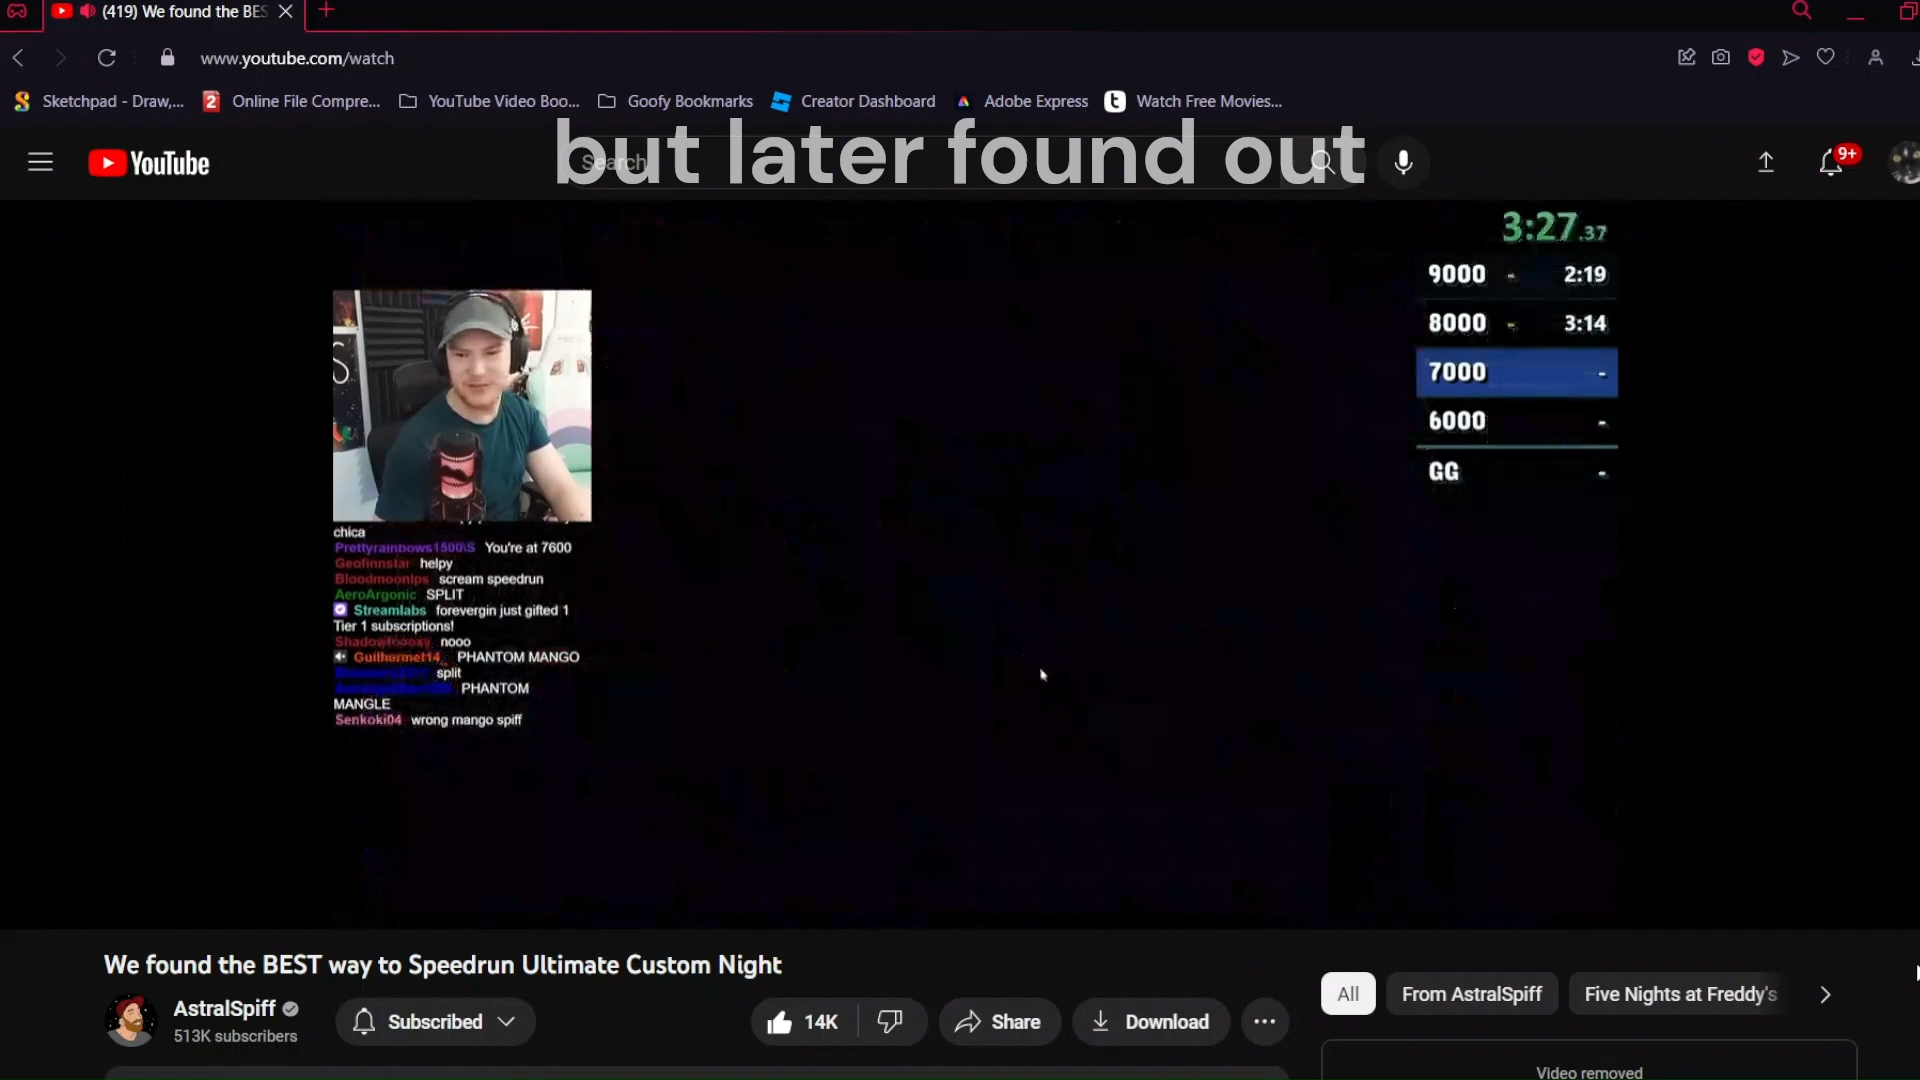 (419) We found the BES
www.youtube.com/watch
Sketchpad - Draw,... Online File Compre... YouTube Video Boo... Goofy Bookmarks Creator Dashboard Adobe Express Watch Free Movies...
but later found out
YouTube Search 9+
3:27.37
9000 - 2:19
8000 - 3:14
7000 -
6000 -
GG -
chica
Prettyrainbows1500\S You're at 7600
Geofinnstar helpy
Bloodmoonlps scream speedrun
AeroArgonic SPLIT
Streamlabs forevergin just gifted 1
Tier 1 subscriptions!
nooo
Guilhermef14_ PHANTOM MANGO
split
PHANTOM
MANGLE
Senkoki04 wrong mango spiff
We found the BEST way to Speedrun Ultimate Custom Night
AstralSpiff
513K subscribers
Subscribed
14K
Share
Download
All From AstralSpiff Five Nights at Freddy's
Video removed